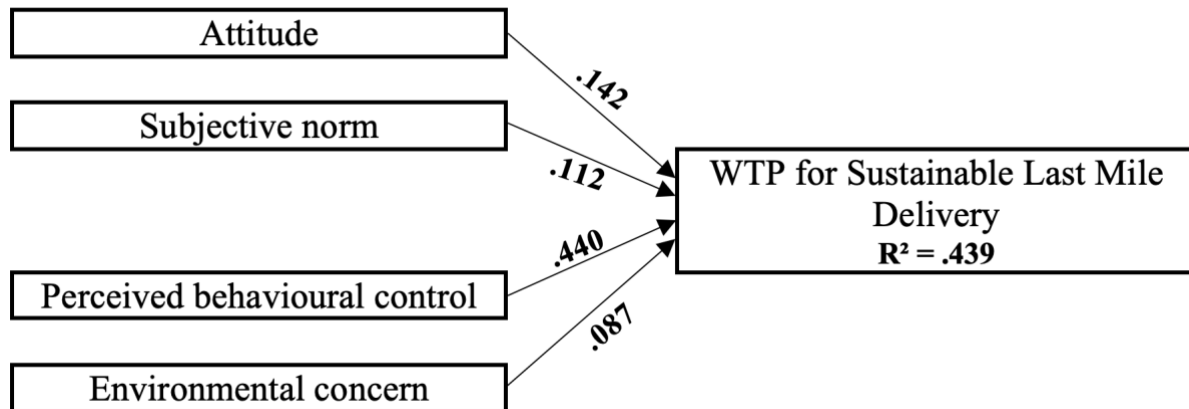 Attitude
.142
Subjective norm
.112
WTP for Sustainable Last Mile
Delivery
R² = .439
.440
Perceived behavioural control
.087
Environmental concern